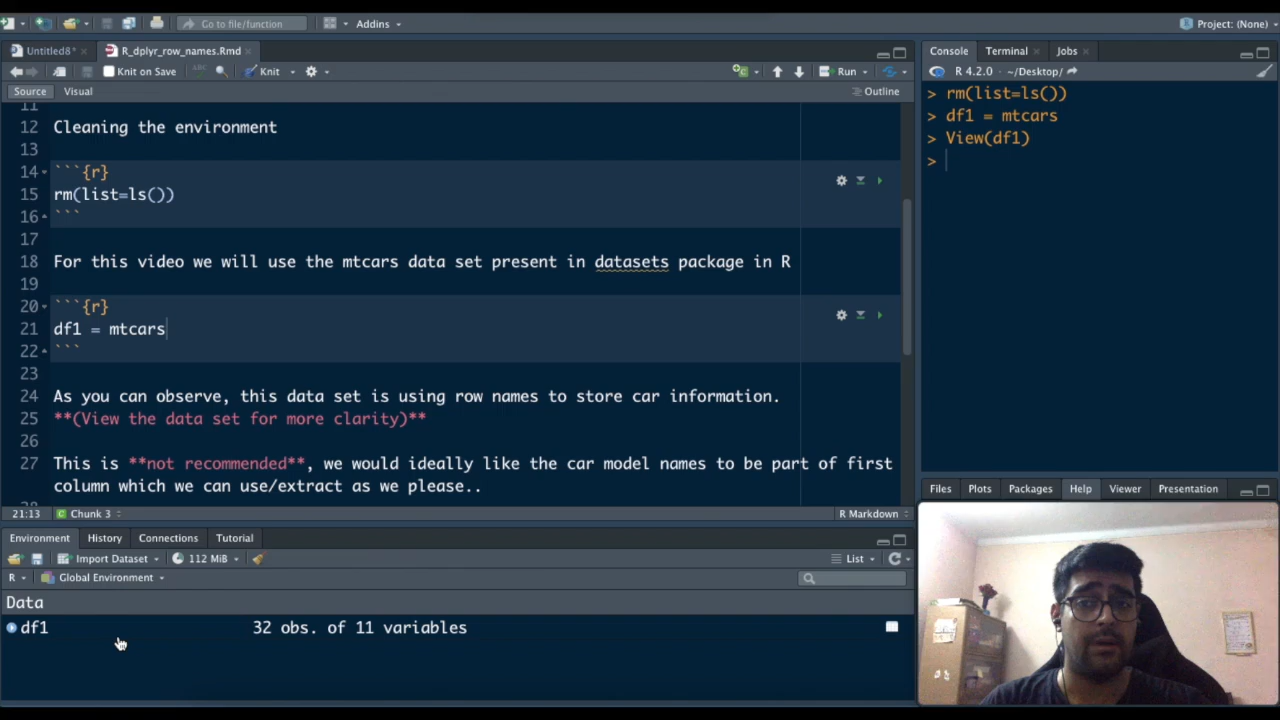 Go to file/function
Addins
Project: (None)
Untitled8*
R_dplyr_row_names.Rmd
Knit on Save
ABC
Knit
Run
Source
Visual
Outline
11
12 Cleaning the environment
13
14 ```{r}
15 rm(list=ls())
16 ```
17
18 For this video we will use the mtcars data set present in datasets package in R
19
20 ```{r}
21 df1 = mtcars
22 ```
23
24 As you can observe, this data set is using row names to store car information.
25 **(View the data set for more clarity)**
26
27 This is **not recommended**, we would ideally like the car model names to be part of first
column which we can use/extract as we please..
28
21:13
Chunk 3
R Markdown
Environment
History
Connections
Tutorial
Import Dataset
112 MiB
List
R
Global Environment
Data
df1 32 obs. of 11 variables
Console
Terminal
Jobs
R 4.2.0 · ~/Desktop/
> rm(list=ls())
> df1 = mtcars
> View(df1)
>
Files
Plots
Packages
Help
Viewer
Presentation